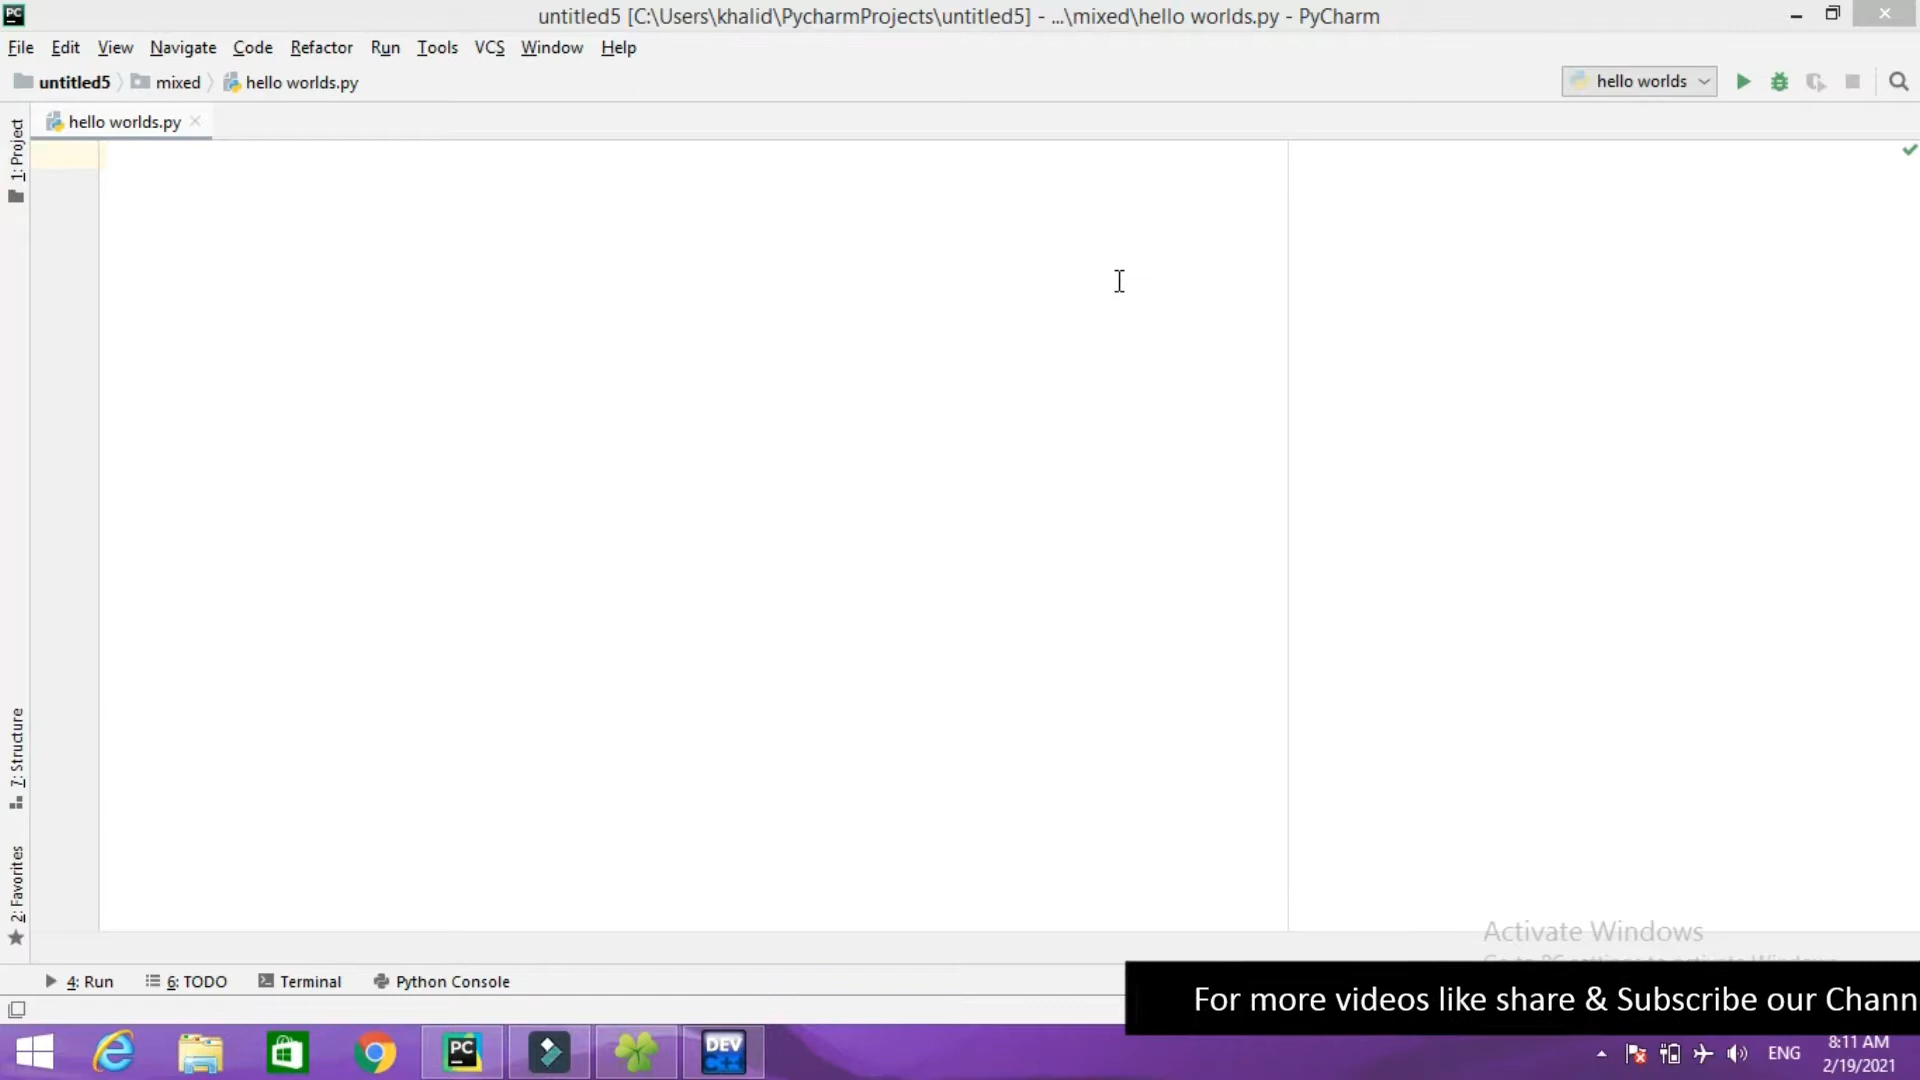 untitled5 [C:\Users\khalid\PycharmProjects\untitled5] - ...\mixed\hello worlds.py - PyCharm
File Edit View Navigate Code Refactor Run Tools VCS Window Help
untitled5 mixed hello worlds.py
hello worlds
hello worlds.py
1: Project
7: Structure
2: Favorites
Activate Windows
4: Run 6: TODO Terminal Python Console
For more videos like share & Subscribe our Chann
PC
DEV C++
ENG
8:11 AM
2/19/2021